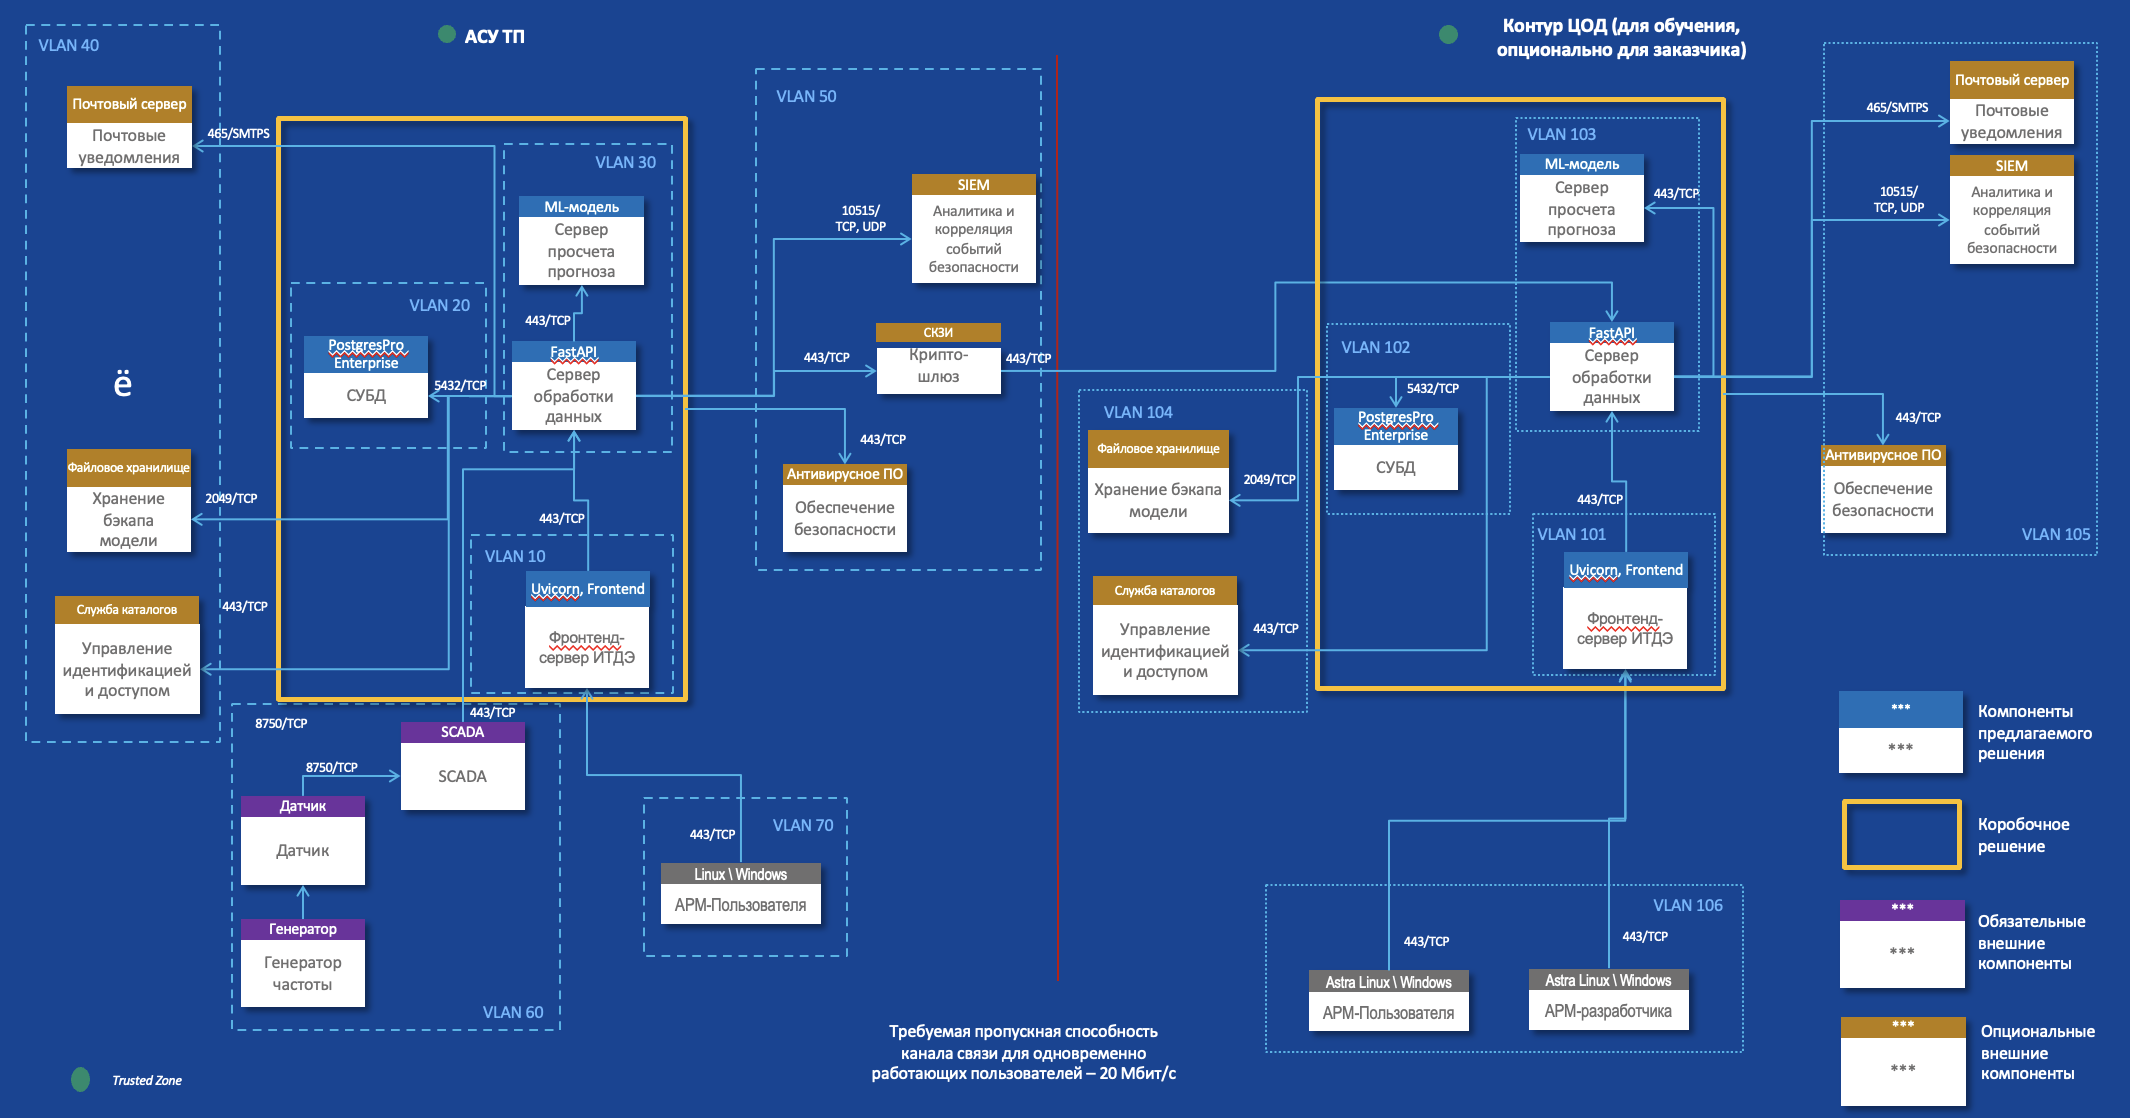 АСУ ТП
Контур ЦОД (для обучения,
опционально для заказчика)
VLAN 40
Почтовый сервер
Почтовые
уведомления
465/SMTPS
ё
Файловое хранилище
Хранение
бэкапа
модели
2049/TCP
Служба каталогов
Управление
идентификацией
и доступом
443/TCP
VLAN 30
ML-модель
Сервер
просчета
прогноза
443/TCP
VLAN 20
PostgresPro
Enterprise
СУБД
5432/TCP
FastAPI
Сервер
обработки
данных
443/TCP
VLAN 10
Uvicorn, Frontend
Фронтенд-
сервер ИТДЭ
VLAN 50
SIEM
Аналитика и
корреляция
событий
безопасности
10515/
TCP, UDP
СКЗИ
Крипто-
шлюз
443/TCP
443/TCP
443/TCP
Антивирусное ПО
Обеспечение
безопасности
8750/TCP
443/TCP
SCADA
SCADA
8750/TCP
Датчик
Датчик
Генератор
Генератор
частоты
VLAN 60
VLAN 70
443/TCP
Linux \ Windows
АРМ-Пользователя
VLAN 103
ML-модель
Сервер
просчета
прогноза
443/TCP
FastAPI
Сервер
обработки
данных
VLAN 102
5432/TCP
PostgresPro
Enterprise
СУБД
VLAN 104
Файловое хранилище
Хранение бэкапа
модели
2049/TCP
Служба каталогов
Управление
идентификацией
и доступом
443/TCP
443/TCP
VLAN 101
Uvicorn, Frontend
Фронтенд-
сервер ИТДЭ
Почтовый сервер
Почтовые
уведомления
465/SMTPS
SIEM
Аналитика и
корреляция
событий
безопасности
10515/
TCP, UDP
443/TCP
Антивирусное ПО
Обеспечение
безопасности
VLAN 105
VLAN 106
443/TCP
443/TCP
Astra Linux \ Windows
АРМ-Пользователя
Astra Linux \ Windows
АРМ-разработчика
***
***
Компоненты
предлагаемого
решения
Коробочное
решение
***
***
Обязательные
внешние
компоненты
***
***
Опциональные
внешние
компоненты
Требуемая пропускная способность
канала связи для одновременно
работающих пользователей – 20 Мбит/с
Trusted Zone